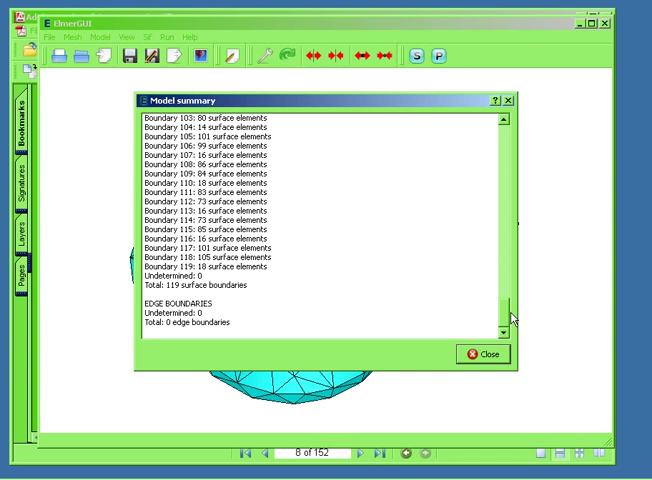 ElmerGUI
File Mesh Model View Sif Run Help
S P
Model summary
Boundary 103: 80 surface elements
Boundary 104: 14 surface elements
Boundary 105: 101 surface elements
Boundary 106: 99 surface elements
Boundary 107: 16 surface elements
Boundary 108: 86 surface elements
Boundary 109: 84 surface elements
Boundary 110: 18 surface elements
Boundary 111: 83 surface elements
Boundary 112: 73 surface elements
Boundary 113: 16 surface elements
Boundary 114: 73 surface elements
Boundary 115: 85 surface elements
Boundary 116: 16 surface elements
Boundary 117: 101 surface elements
Boundary 118: 105 surface elements
Boundary 119: 18 surface elements
Undetermined: 0
Total: 119 surface boundaries
EDGE BOUNDARIES
Undetermined: 0
Total: 0 edge boundaries
Close
Bookmarks
Signatures
Layers
Pages
8 of 152